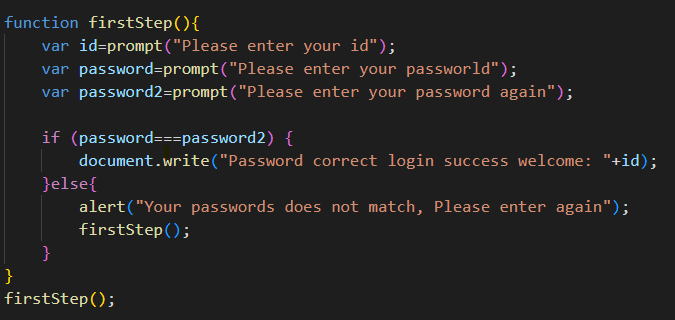 function firstStep(){
    var id=prompt("Please enter your id");
    var password=prompt("Please enter your passworld");
    var password2=prompt("Please enter your password again");

    if (password===password2) {
        document.write("Password correct login success welcome: "+id);
    }else{
        alert("Your passwords does not match, Please enter again");
        firstStep();
    }
}
firstStep();